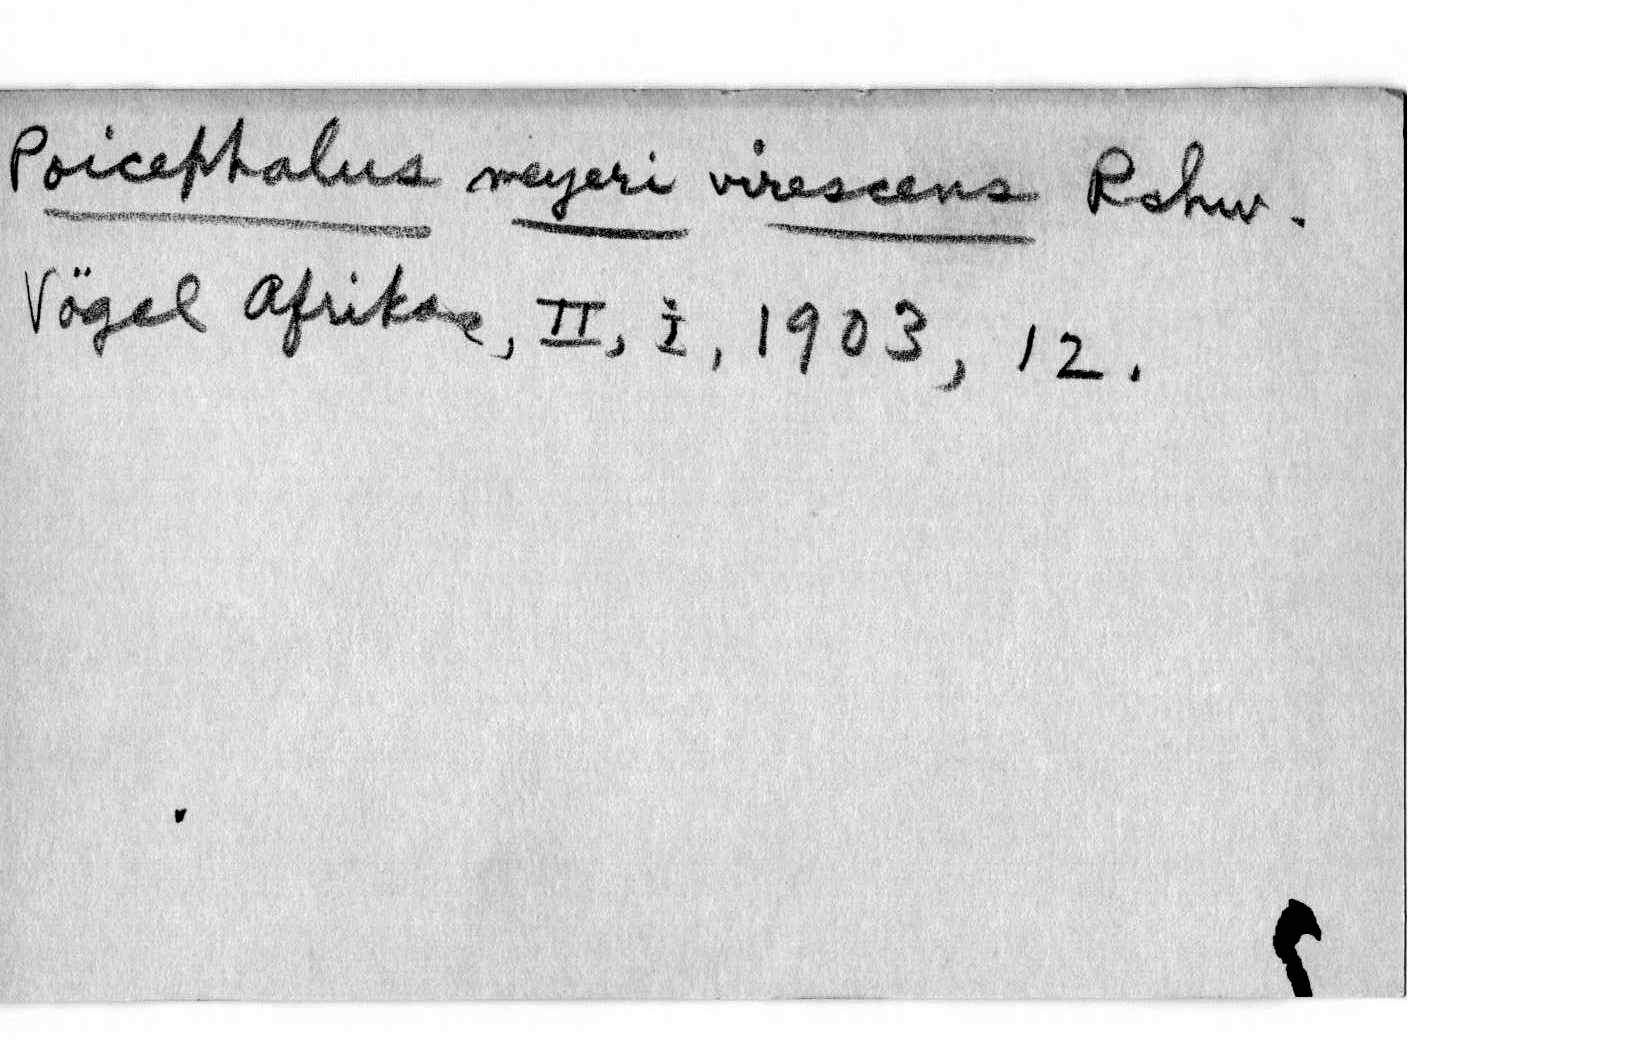 Poicephalus meyeri virescens Rchw.
Vögel Afrikas, II, i, 1903, 12.